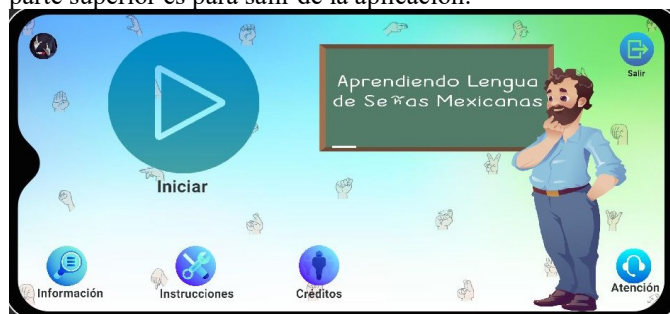 parte superior es para salir de la aplicación.
Salir
Aprendiendo Lengua
de Señas Mexicanas
Iniciar
Información
Instrucciones
Créditos
Atención